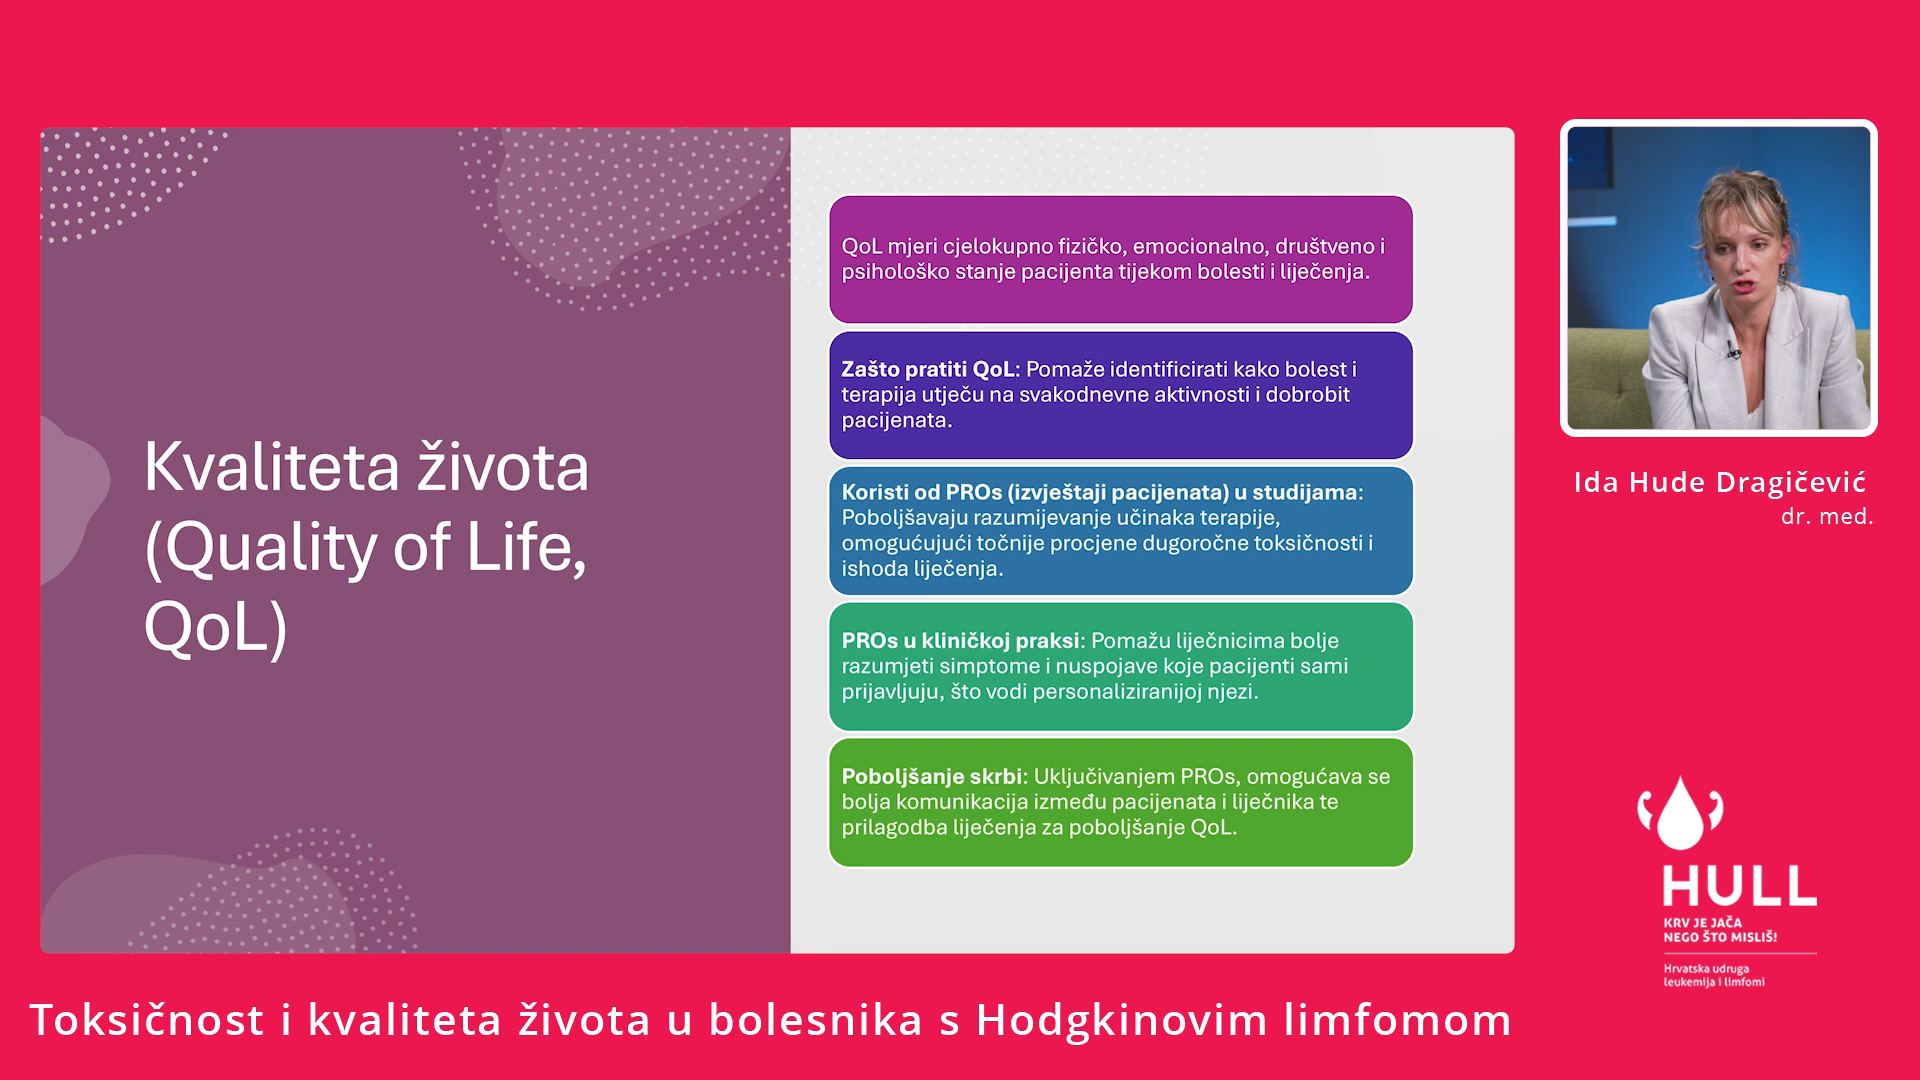 Kvaliteta života
(Quality of Life,
QoL)
QoL mjeri cjelokupno fizičko, emocionalno, društveno i
psihološko stanje pacijenta tijekom bolesti i liječenja.
Zašto pratiti QoL: Pomaže identificirati kako bolest i
terapija utječu na svakodnevne aktivnosti i dobrobit
pacijenata.
Koristi od PROs (izvještaji pacijenata) u studijama:
Poboljšavaju razumijevanje učinaka terapije,
omogućujući točnije procjene dugoročne toksičnosti i
ishoda liječenja.
PROs u kliničkoj praksi: Pomažu liječnicima bolje
razumjeti simptome i nuspojave koje pacijenti sami
prijavljuju, što vodi personaliziranijoj njezi.
Poboljšanje skrbi: Uključivanjem PROs, omogućava se
bolja komunikacija između pacijenata i liječnika te
prilagodba liječenja za poboljšanje QoL.
Ida Hude Dragičević
dr. med.
HULL
KRV JE JAČA
NEGO ŠTO MISLIŠ!
Hrvatska udruga
leukemija i limfomi
Toksičnost i kvaliteta života u bolesnika s Hodgkinovim limfomom